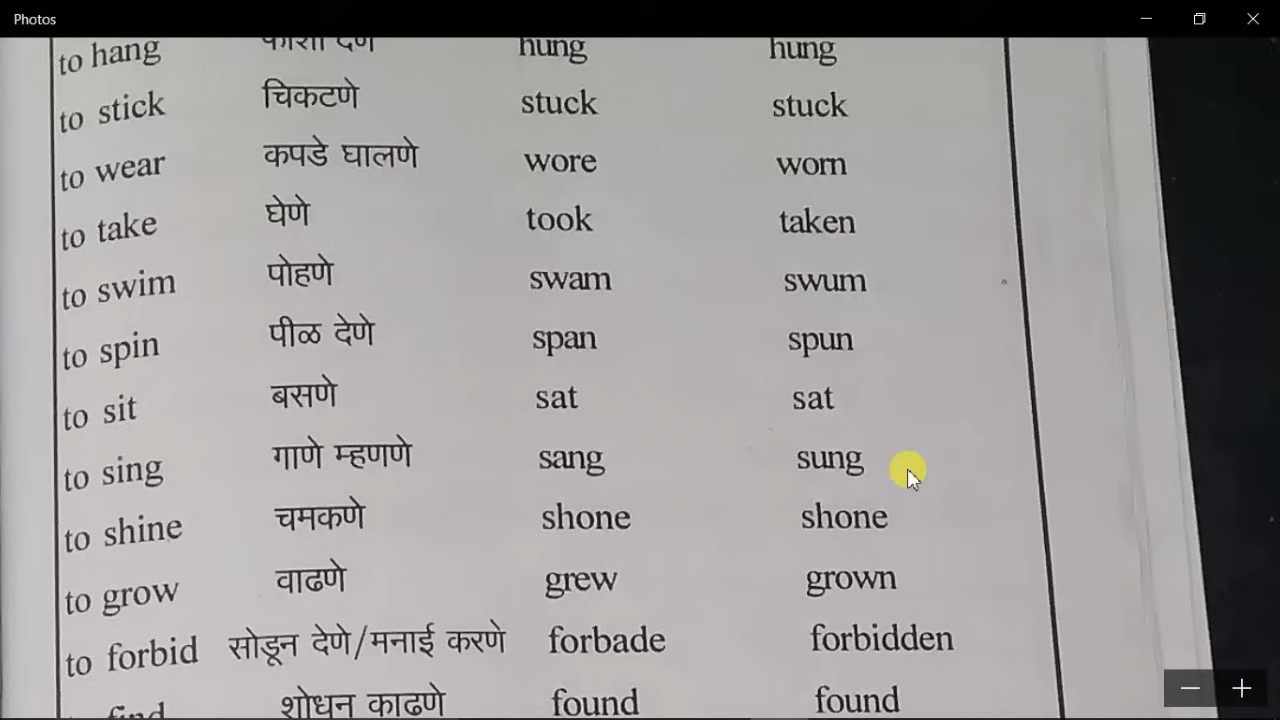 Photos
to hang फाशी देणे hung hung
to stick चिकटणे stuck stuck
to wear कपडे घालणे wore worn
to take घेणे took taken
to swim पोहणे swam swum
to spin पीळ देणे span spun
to sit बसणे sat sat
to sing गाणे म्हणणे sang sung
to shine चमकणे shone shone
to grow वाढणे grew grown
to forbid सोडून देणे/मनाई करणे forbade forbidden
to find शोधन काढणे found found